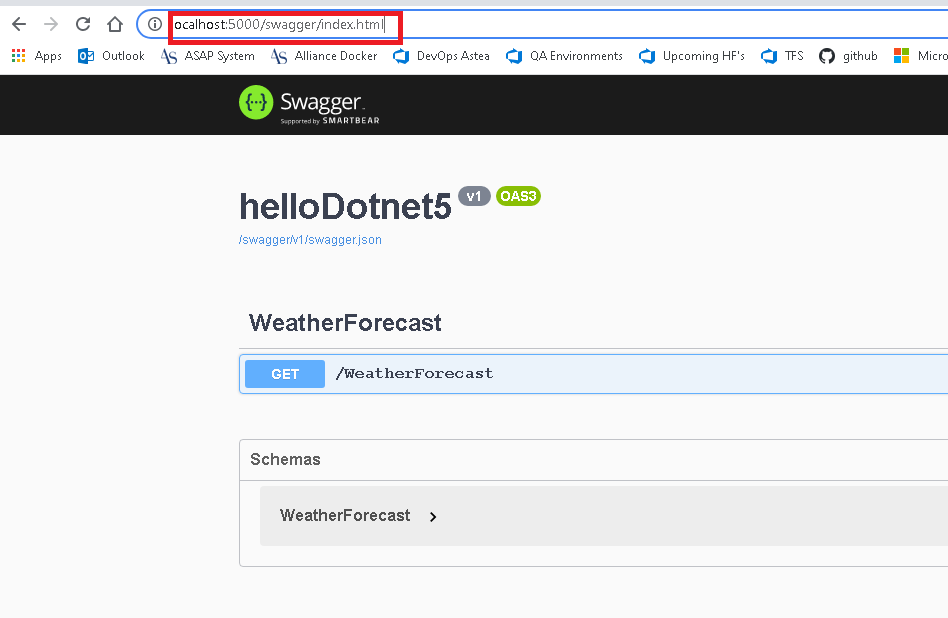 ocalhost:5000/swagger/index.html
Apps Outlook ASAP System Alliance Docker DevOps Astea QA Environments Upcoming HF's TFS github Micro
{···} Swagger
Supported by SMARTBEAR
helloDotnet5 v1 OAS3
/swagger/v1/swagger.json
WeatherForecast
GET /WeatherForecast
Schemas
WeatherForecast